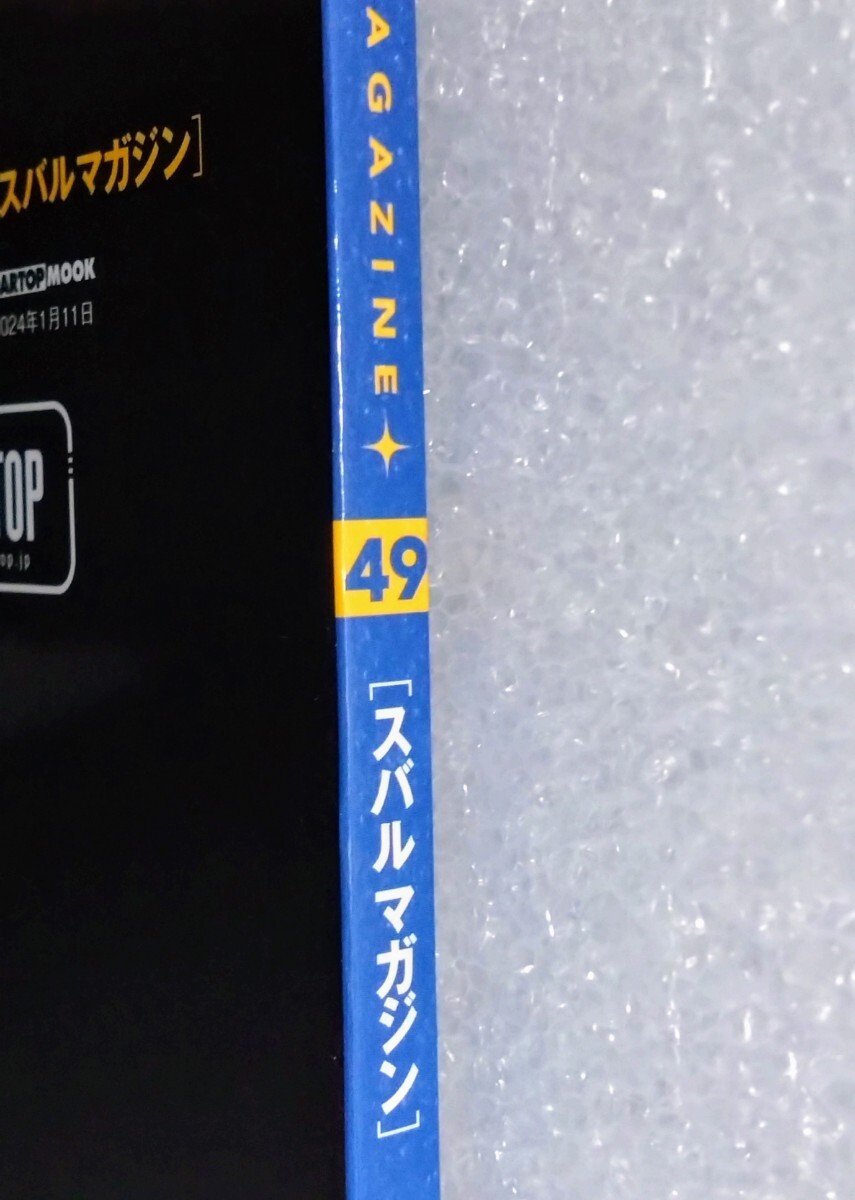 スバルマガジン]
ARTOP MOOK
024年1月11日
TOP
op.jp
AGAZINE
49
[スバルマガジン]